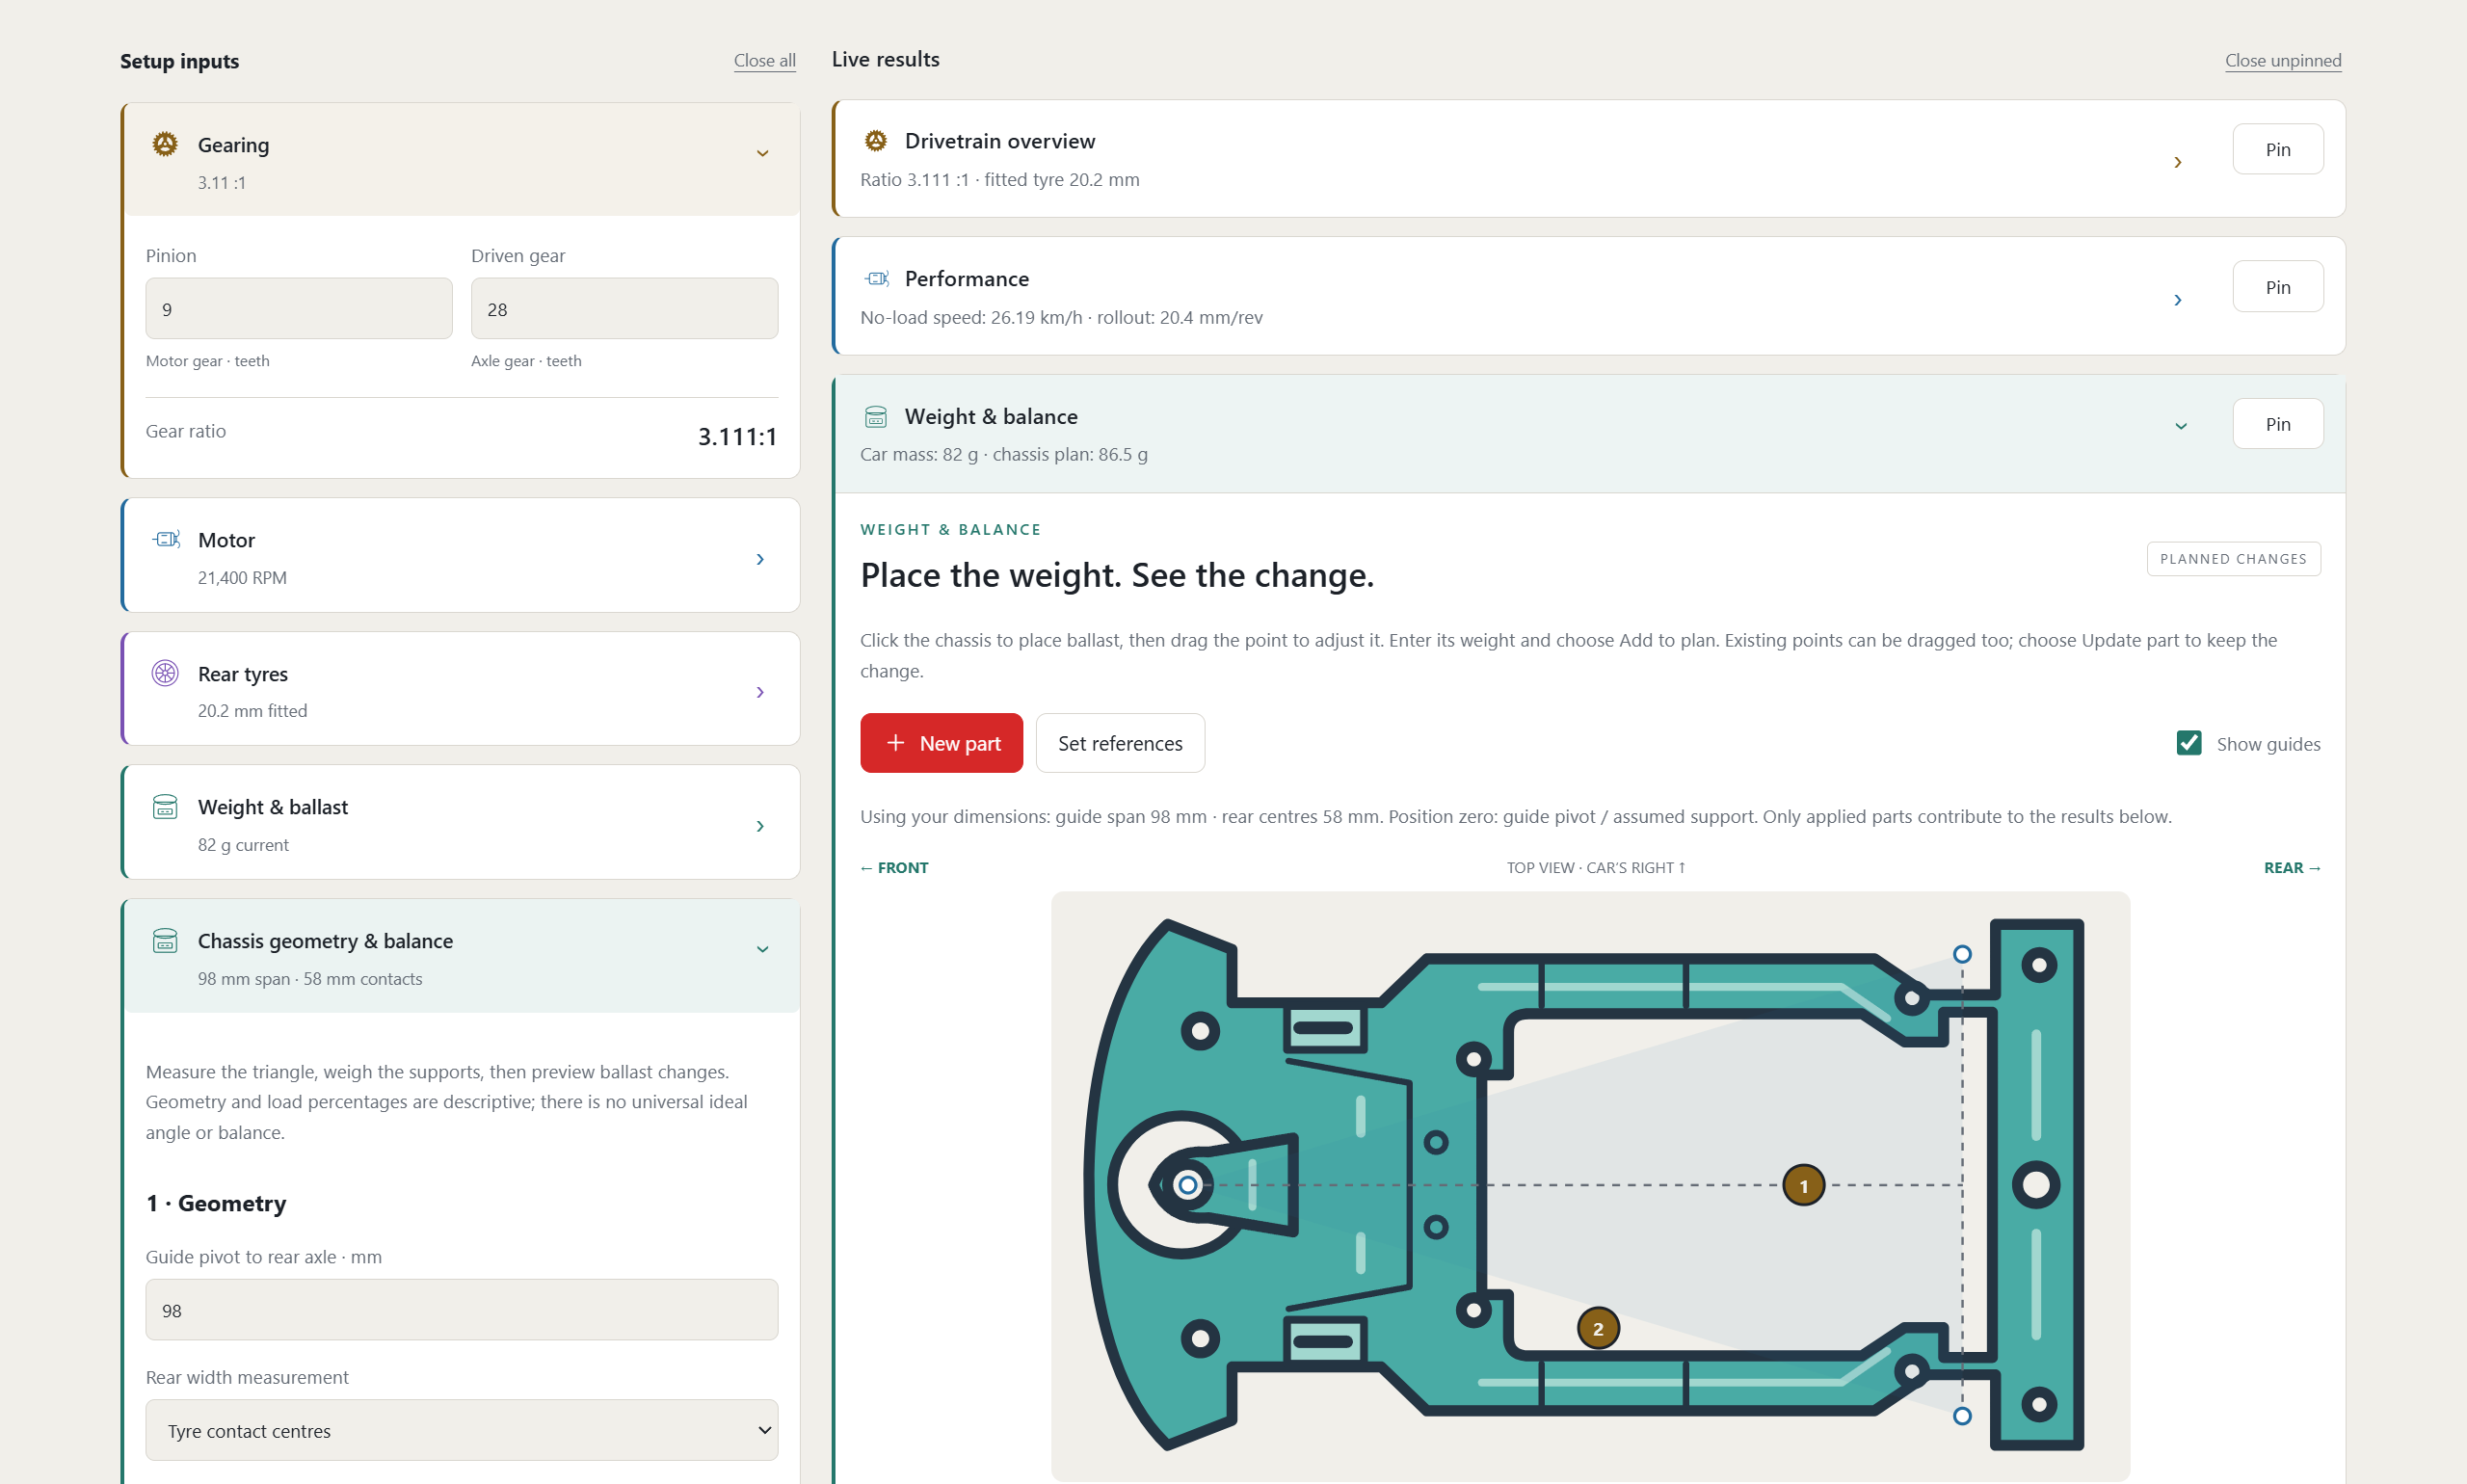 Setup inputs
Close all
Gearing
3.11 :1
Pinion
Driven gear
9
28
Motor gear · teeth
Axle gear · teeth
Gear ratio
3.111:1
Motor
21,400 RPM
Rear tyres
20.2 mm fitted
Weight & ballast
82 g current
Chassis geometry & balance
98 mm span · 58 mm contacts
Measure the triangle, weigh the supports, then preview ballast changes.
Geometry and load percentages are descriptive; there is no universal ideal
angle or balance.
1 · Geometry
Guide pivot to rear axle · mm
98
Rear width measurement
Tyre contact centres
Live results
Close unpinned
Drivetrain overview
Ratio 3.111 :1 · fitted tyre 20.2 mm
Pin
Performance
No-load speed: 26.19 km/h · rollout: 20.4 mm/rev
Pin
Weight & balance
Car mass: 82 g · chassis plan: 86.5 g
Pin
WEIGHT & BALANCE
Place the weight. See the change.
PLANNED CHANGES
Click the chassis to place ballast, then drag the point to adjust it. Enter its weight and choose Add to plan. Existing points can be dragged too; choose Update part to keep the
change.
+ New part
Set references
Show guides
Using your dimensions: guide span 98 mm · rear centres 58 mm. Position zero: guide pivot / assumed support. Only applied parts contribute to the results below.
← FRONT
TOP VIEW · CAR'S RIGHT ↑
REAR →
1
2